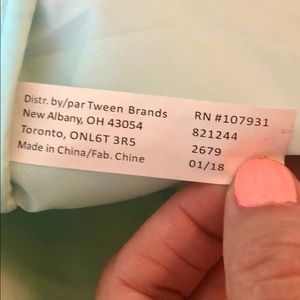 Distr. by/par Tween Brands
New Albany, OH 43054
Toronto, ONL6T 3R5
Made in China/Fab. Chine
RN #107931
821244
2679
01/18